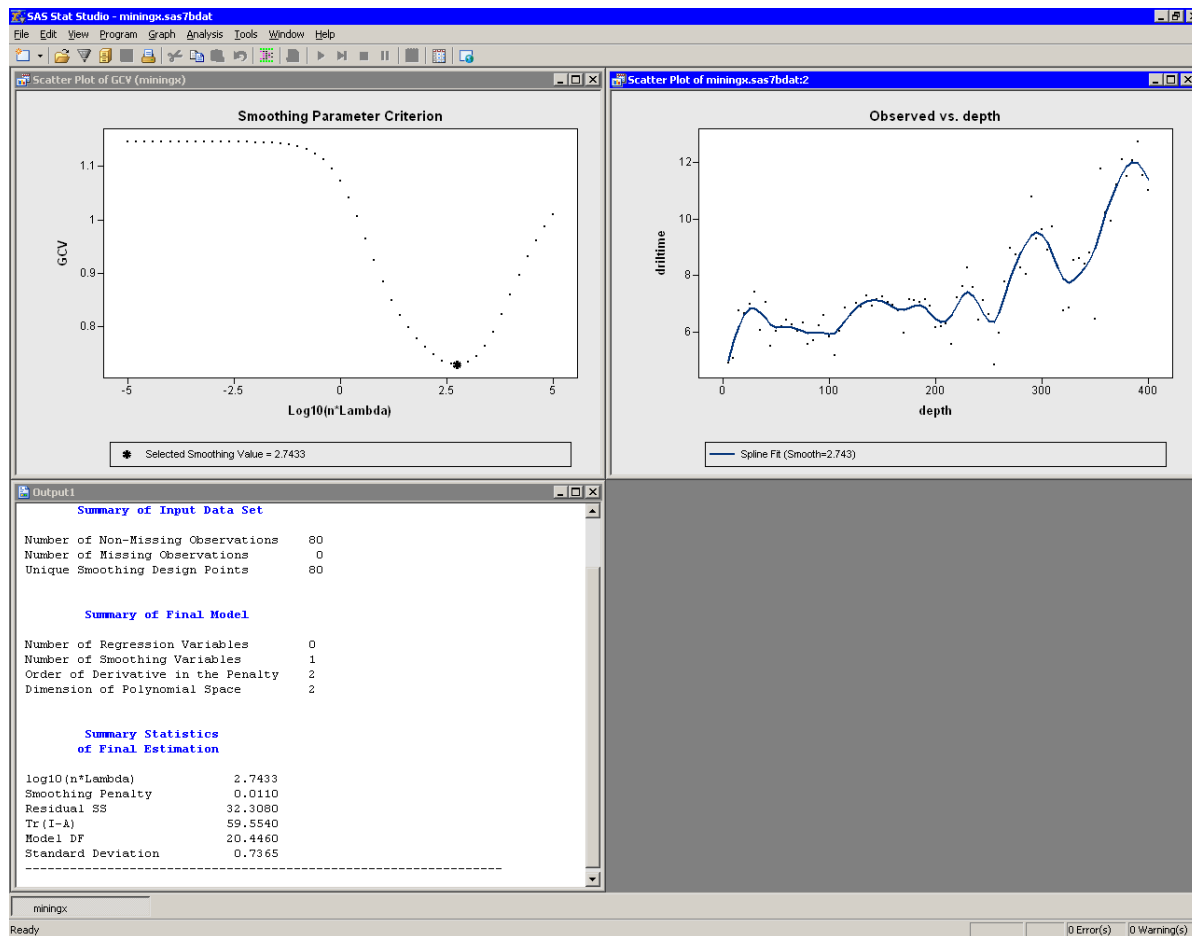 SAS Stat Studio - miningx.sas7bdat
File Edit View Program Graph Analysis Tools Window Help
Scatter Plot of GCV (miningx)
Smoothing Parameter Criterion
GCV
1.1
1
0.9
0.8
-5 -2.5 0 2.5 5
Log10(n*Lambda)
Selected Smoothing Value = 2.7433
Scatter Plot of miningx.sas7bdat:2
Observed vs. depth
driltime
12
10
8
6
0 100 200 300 400
depth
Spline Fit (Smooth=2.743)
Output1
Summary of Input Data Set
Number of Non-Missing Observations 80
Number of Missing Observations 0
Unique Smoothing Design Points 80
Summary of Final Model
Number of Regression Variables 0
Number of Smoothing Variables 1
Order of Derivative in the Penalty 2
Dimension of Polynomial Space 2
Summary Statistics
of Final Estimation
log10(n*Lambda) 2.7433
Smoothing Penalty 0.0110
Residual SS 32.3080
Tr(I-A) 59.5540
Model DF 20.4460
Standard Deviation 0.7365
miningx
Ready
0 Error(s) 0 Warning(s)